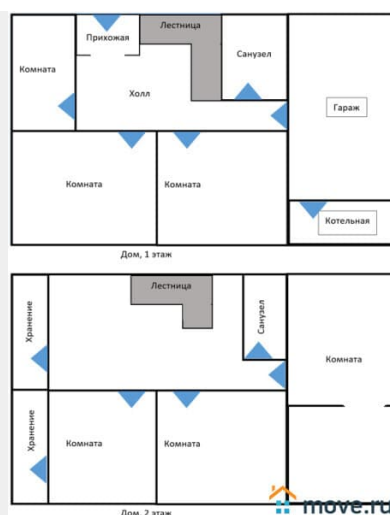 Прихожая
Лестница
Санузел
Комната
Холл
Гараж
Комната
Комната
Котельная
Дом, 1 этаж
Хранение
Лестница
Санузел
Комната
Хранение
Комната
Комната
Дом, 2 этаж
move.ru